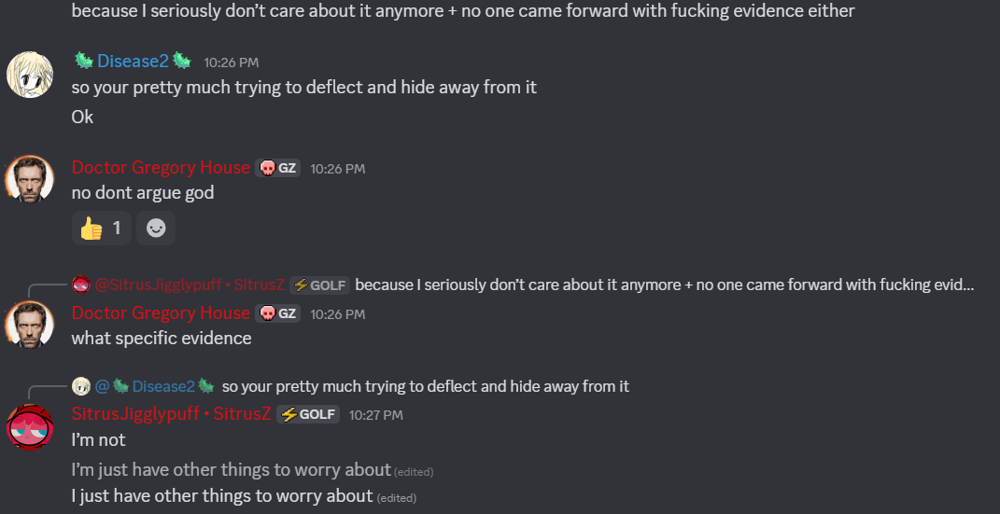 because I seriously don't care about it anymore + no one came forward with fucking evidence either
Disease2 10:26 PM
so your pretty much trying to deflect and hide away from it
Ok
Doctor Gregory House GZ 10:26 PM
no dont argue god
1
@SitrusJigglypuff • SitrusZ GOLF because I seriously don't care about it anymore + no one came forward with fucking evid...
Doctor Gregory House GZ 10:26 PM
what specific evidence
@Disease2 so your pretty much trying to deflect and hide away from it
SitrusJigglypuff • SitrusZ GOLF 10:27 PM
I'm not
I'm just have other things to worry about (edited)
I just have other things to worry about (edited)